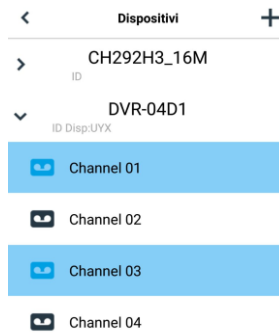 Dispositivi
CH292H3_16M
ID
DVR-04D1
ID Disp:UYX
Channel 01
Channel 02
Channel 03
Channel 04